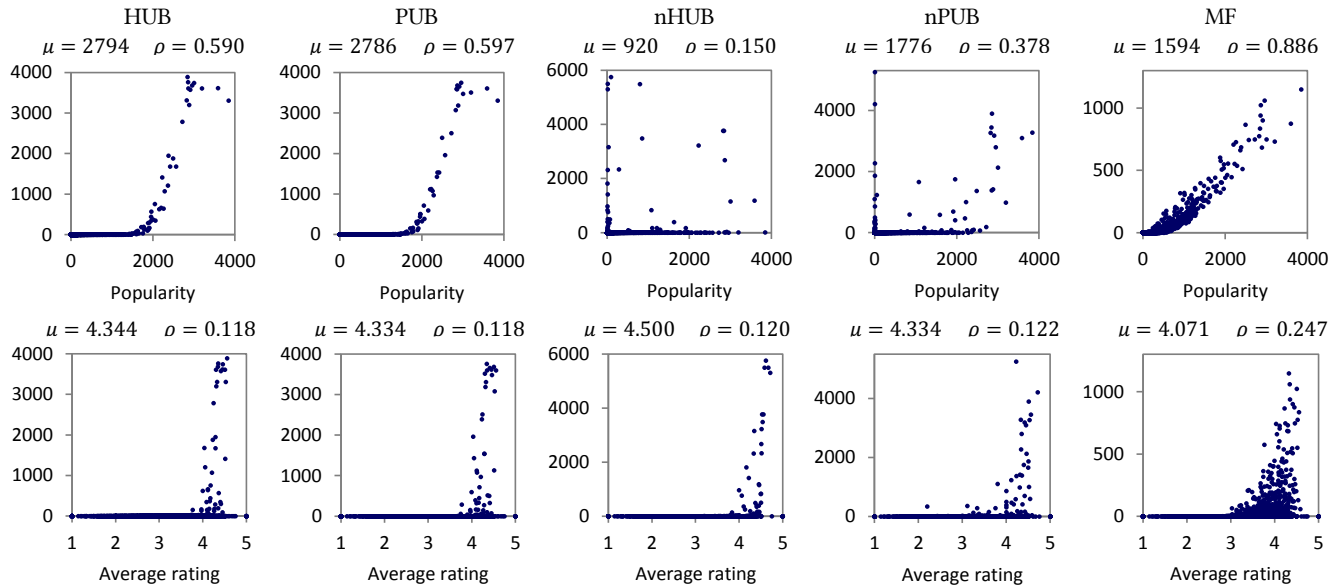 HUB PUB nHUB nPUB MF
μ = 2794 ρ = 0.590 μ = 2786 ρ = 0.597 μ = 920 ρ = 0.150 μ = 1776 ρ = 0.378 μ = 1594 ρ = 0.886
4000 4000 6000
3000 3000 4000 1000
4000
2000 2000
2000 500
1000 1000 2000
0 0 0 0 0
0 2000 4000 0 2000 4000 0 2000 4000 0 2000 4000 0 2000 4000
Popularity Popularity Popularity Popularity Popularity
μ = 4.344 ρ = 0.118 μ = 4.334 ρ = 0.118 μ = 4.500 ρ = 0.120 μ = 4.334 ρ = 0.122 μ = 4.071 ρ = 0.247
4000 4000 6000
3000 3000 4000 1000
4000
2000 2000
2000 500
1000 1000 2000
0 0 0 0 0
1 2 3 4 5 1 2 3 4 5 1 2 3 4 5 1 2 3 4 5 1 2 3 4 5
Average rating Average rating Average rating Average rating Average rating